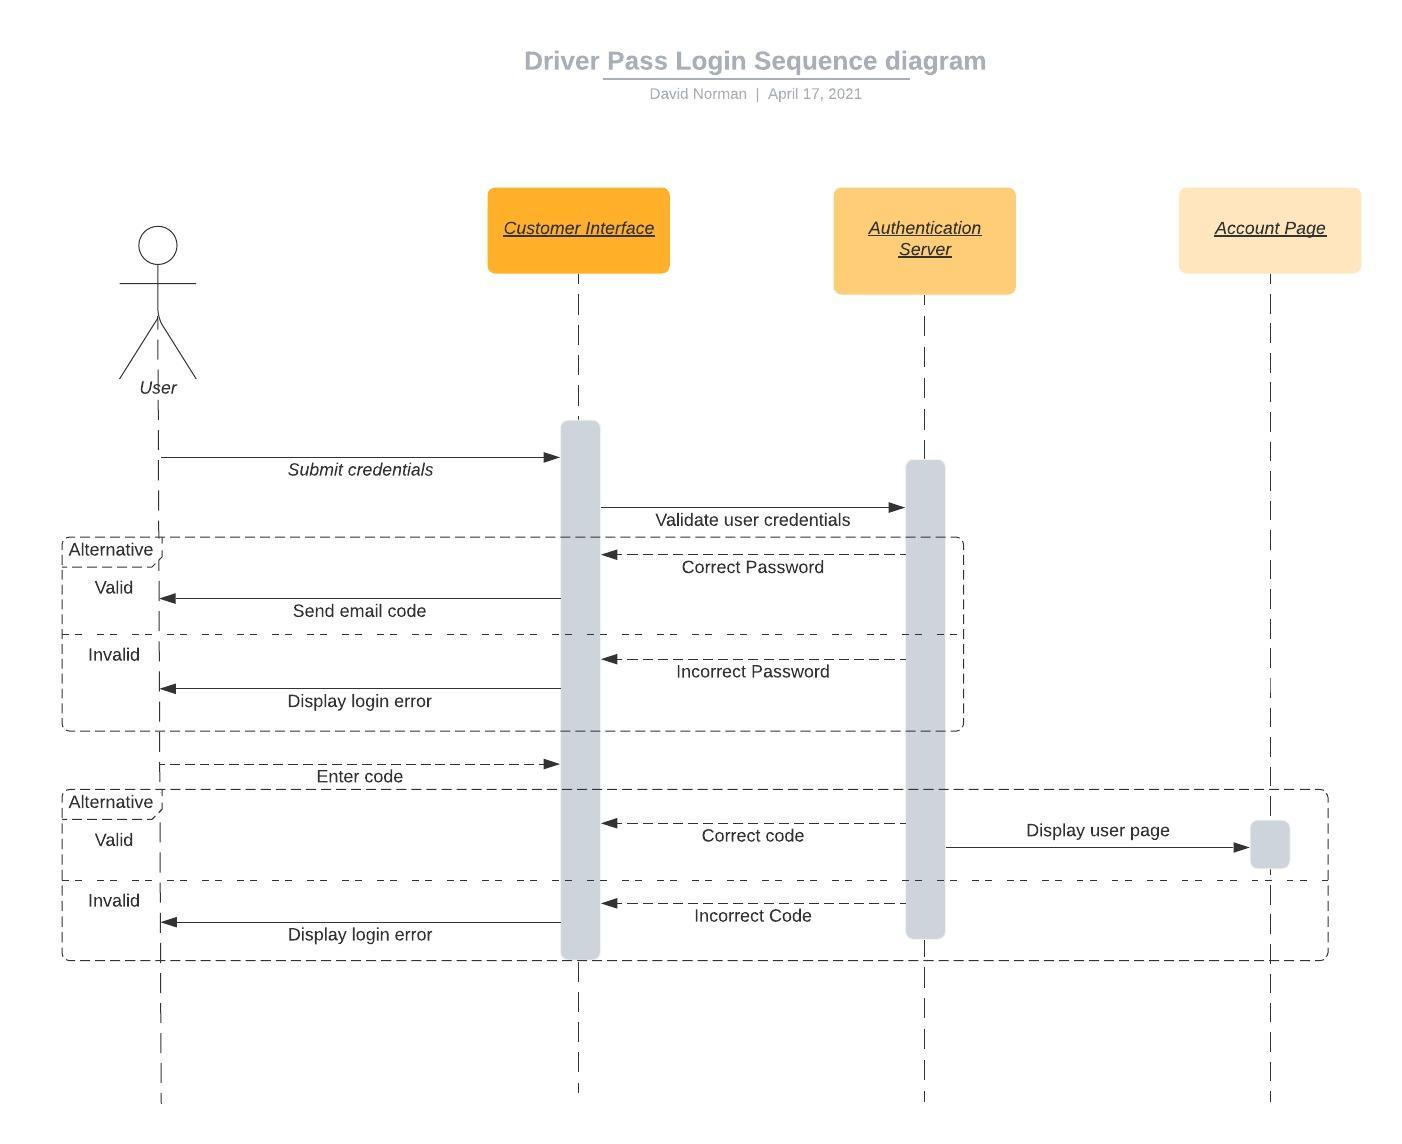 Driver Pass Login Sequence diagram
David Norman | April 17, 2021
Customer Interface
Authentication
Server
Account Page
User
Submit credentials
Validate user credentials
Alternative
Correct Password
Valid
Send email code
Invalid
Incorrect Password
Display login error
Enter code
Alternative
Correct code
Display user page
Valid
Invalid
Incorrect Code
Display login error